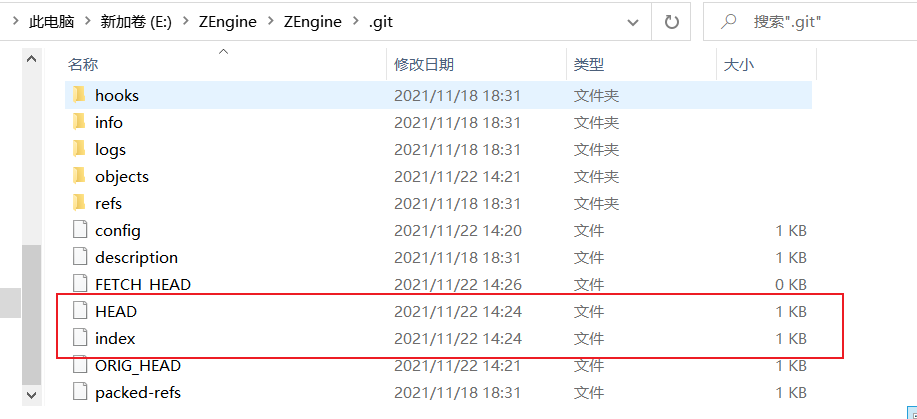 此电脑 > 新加卷 (E:) > ZEngine > ZEngine > .git 搜索".git"
名称 修改日期 类型 大小
hooks 2021/11/18 18:31 文件夹
info 2021/11/18 18:31 文件夹
logs 2021/11/18 18:31 文件夹
objects 2021/11/22 14:21 文件夹
refs 2021/11/18 18:31 文件夹
config 2021/11/22 14:20 文件 1 KB
description 2021/11/18 18:31 文件 1 KB
FETCH_HEAD 2021/11/22 14:26 文件 0 KB
HEAD 2021/11/22 14:24 文件 1 KB
index 2021/11/22 14:24 文件 1 KB
ORIG_HEAD 2021/11/22 14:21 文件 1 KB
packed-refs 2021/11/18 18:31 文件 1 KB